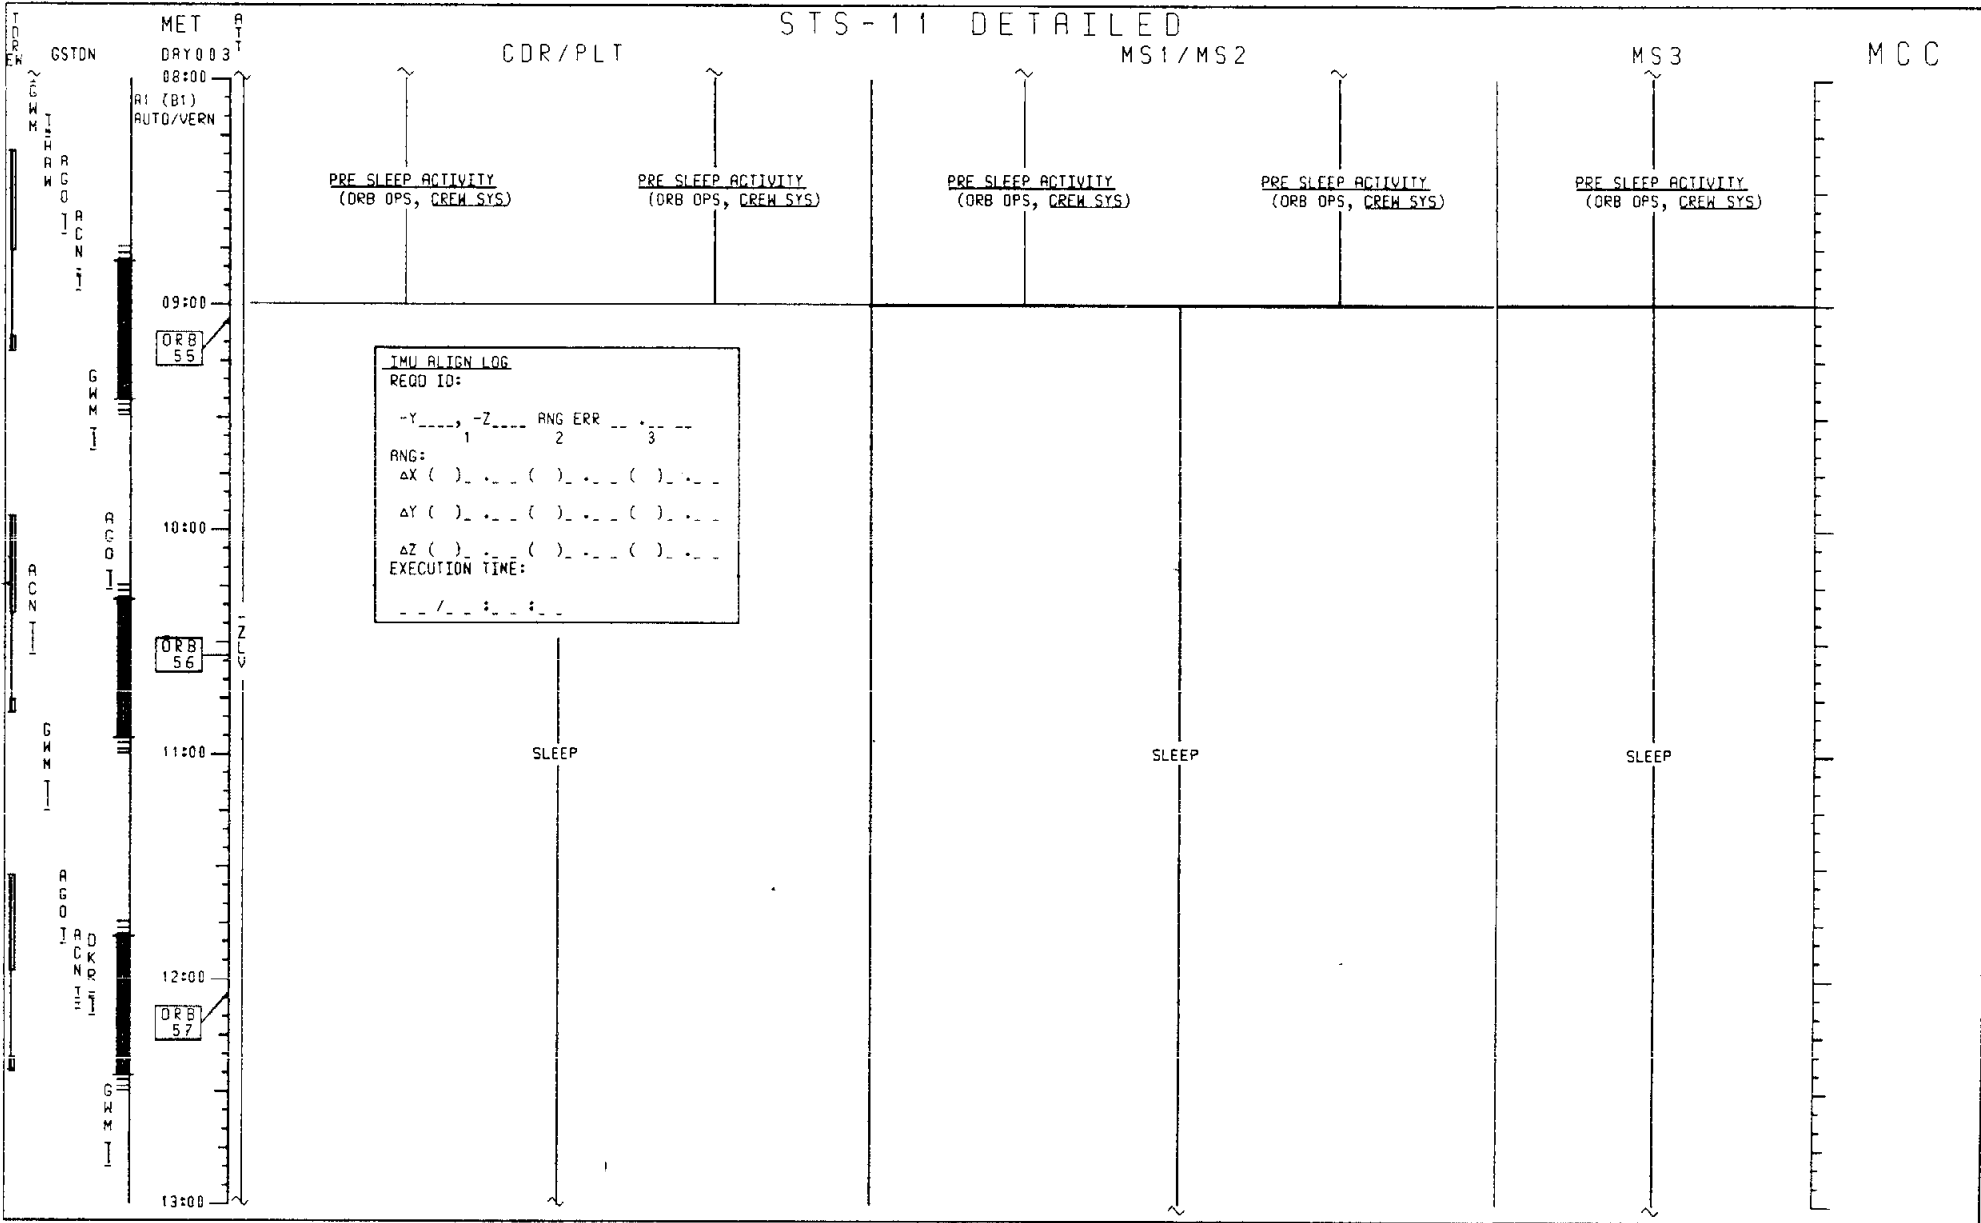 STS-11 DETAILED
TDRE/W
GSTDN
MET
DAY003
ATT
CDR/PLT
MS1/MS2
MS3
MCC
08:00
A1 (B1)
AUTO/VERN
GWM
HAW
AGO
ACN
PRE SLEEP ACTIVITY
(ORB OPS, CREW SYS)
PRE SLEEP ACTIVITY
(ORB OPS, CREW SYS)
PRE SLEEP ACTIVITY
(ORB OPS, CREW SYS)
PRE SLEEP ACTIVITY
(ORB OPS, CREW SYS)
PRE SLEEP ACTIVITY
(ORB OPS, CREW SYS)
09:00
ORB
55
GWM
IMU ALIGN LOG
REQD ID:
-Y____, -Z____ ANG ERR __ .__ __
1 2 3
ANG:
ΔX ( )_ ._ _ ( )_ ._ _ ( )_ ._ _
ΔY ( )_ ._ _ ( )_ ._ _ ( )_ ._ _
ΔZ ( )_ ._ _ ( )_ ._ _ ( )_ ._ _
EXECUTION TIME:
_ _ /_ _ :_ _ :_ _
10:00
AGO
ACN
ORB
56
-ZLV
GWM
11:00
SLEEP
SLEEP
SLEEP
AGO
ACN
DKR
12:00
ORB
57
GWM
13:00